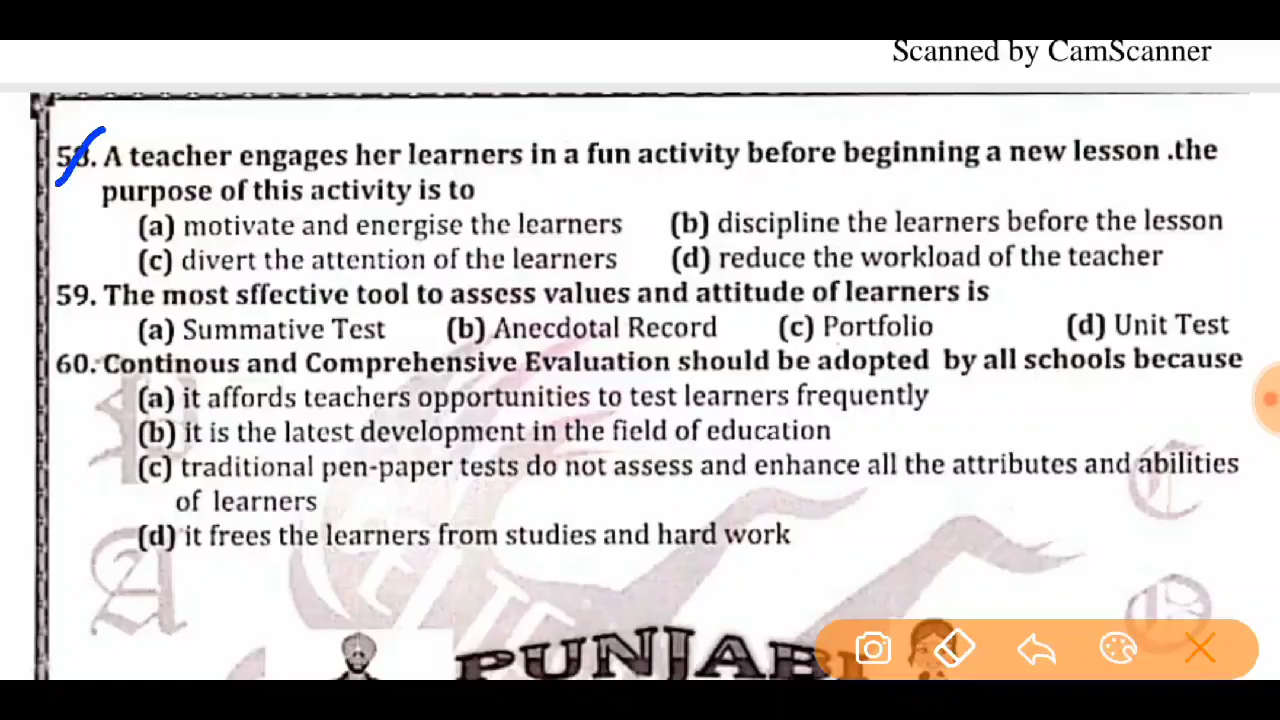 Scanned by CamScanner
58. A teacher engages her learners in a fun activity before beginning a new lesson .the
purpose of this activity is to
(a) motivate and energise the learners (b) discipline the learners before the lesson
(c) divert the attention of the learners (d) reduce the workload of the teacher
59. The most sffective tool to assess values and attitude of learners is
(a) Summative Test (b) Anecdotal Record (c) Portfolio (d) Unit Test
60. Continous and Comprehensive Evaluation should be adopted by all schools because
(a) it affords teachers opportunities to test learners frequently
(b) it is the latest development in the field of education
(c) traditional pen-paper tests do not assess and enhance all the attributes and abilities
of learners
(d) it frees the learners from studies and hard work
PUNJABI